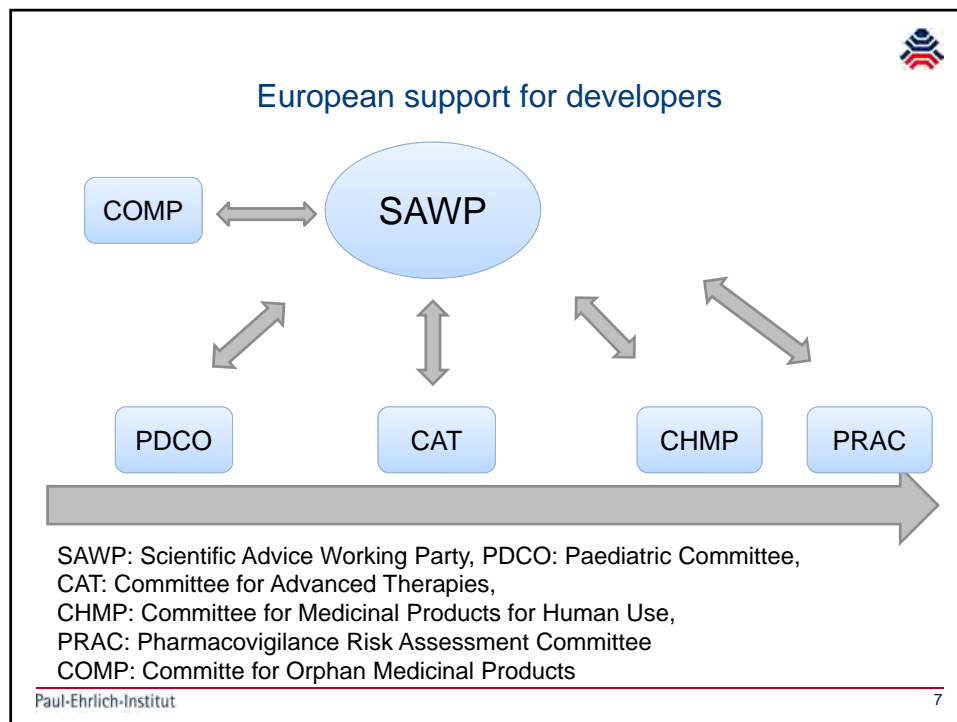 European support for developers
COMP
SAWP
PDCO
CAT
CHMP
PRAC
SAWP: Scientific Advice Working Party, PDCO: Paediatric Committee,
CAT: Committee for Advanced Therapies,
CHMP: Committee for Medicinal Products for Human Use,
PRAC: Pharmacovigilance Risk Assessment Committee
COMP: Committe for Orphan Medicinal Products
Paul-Ehrlich-Institut
7